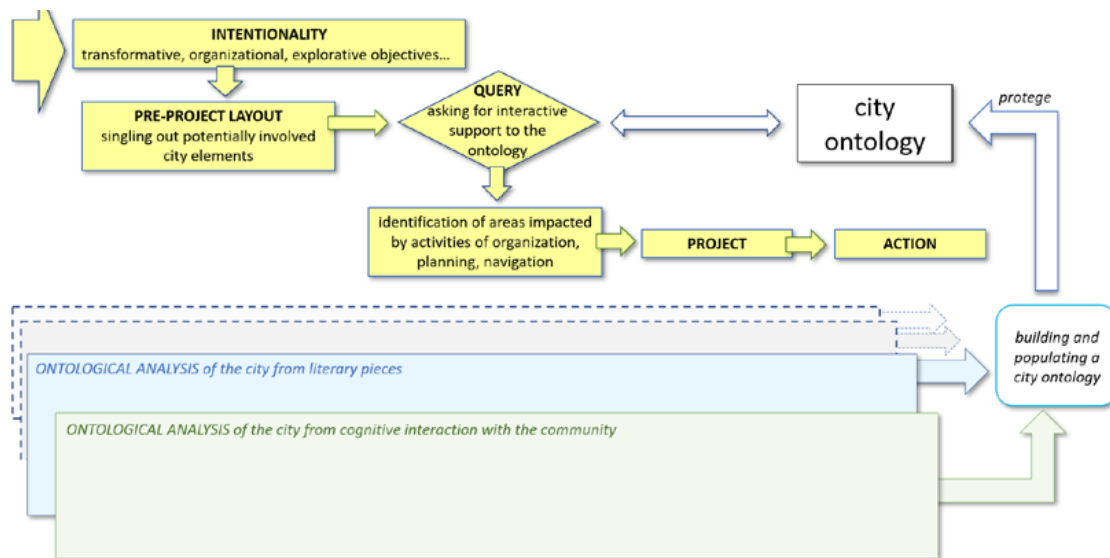 INTENTIONALITY
transformative, organizational, explorative objectives...
PRE-PROJECT LAYOUT
singling out potentially involved
city elements
QUERY
asking for interactive
support to the
ontology
city
ontology
protege
identification of areas impacted
by activities of organization,
planning, navigation
PROJECT
ACTION
building and
populating a
city ontology
ONTOLOGICAL ANALYSIS of the city from literary pieces
ONTOLOGICAL ANALYSIS of the city from cognitive interaction with the community